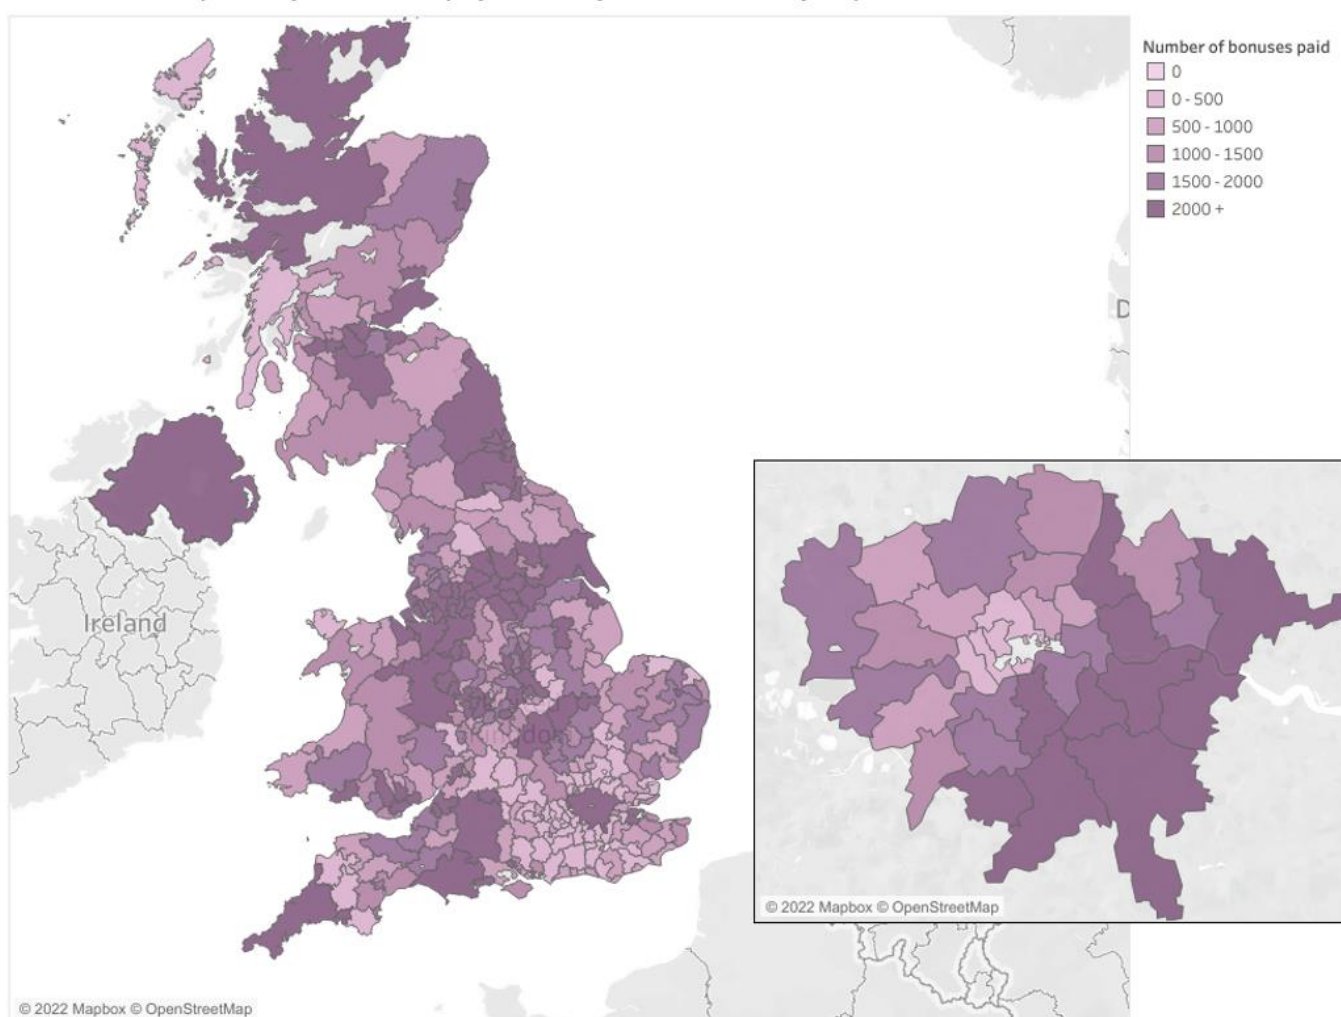 Number of bonuses paid
0
0 - 500
500 - 1000
1000 - 1500
1500 - 2000
2000 +
D
Ireland
© 2022 Mapbox © OpenStreetMap
© 2022 Mapbox © OpenStreetMap